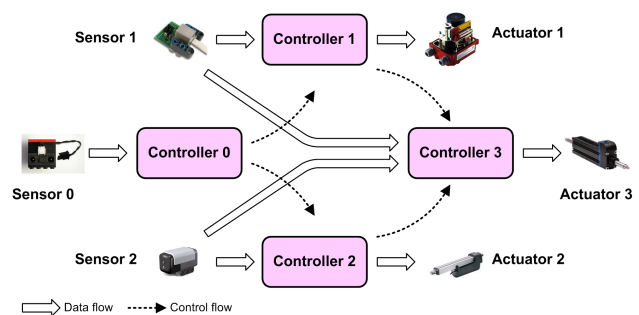 Sensor 1
Controller 1
Actuator 1
Controller 0
Controller 3
Sensor 0
Actuator 3
Sensor 2
Controller 2
Actuator 2
Data flow
Control flow